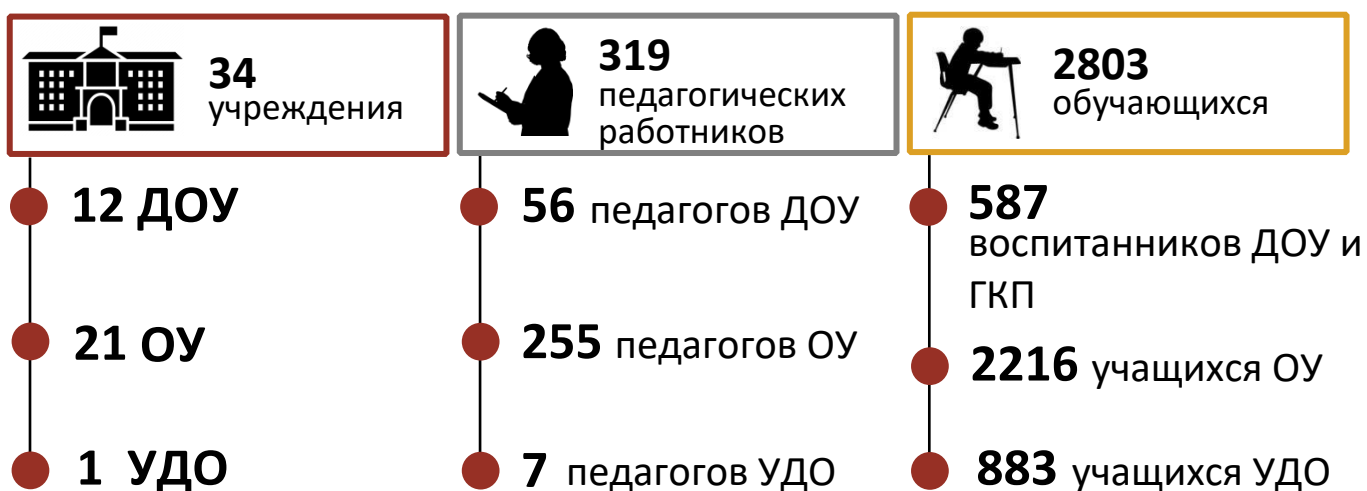 34
учреждения
12 ДОУ
21 ОУ
1 УДО
319
педагогических
работников
56 педагогов ДОУ
255 педагогов ОУ
7 педагогов УДО
2803
обучающихся
587
воспитанников ДОУ и
ГКП
2216 учащихся ОУ
883 учащихся УДО